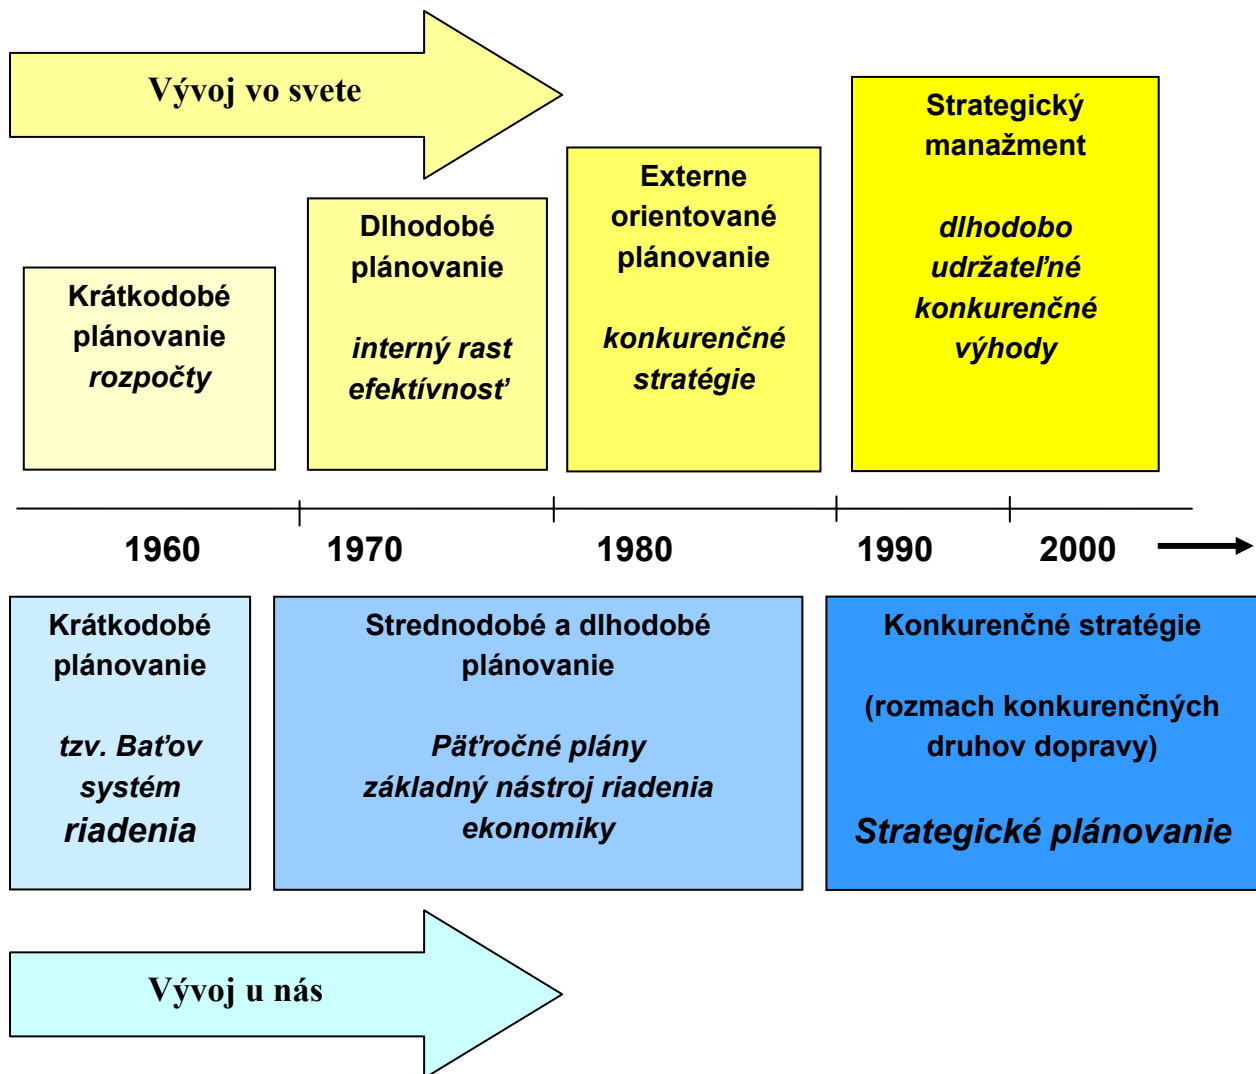 Vývoj vo svete
Krátkodobé
plánovanie
rozpočty
Dlhodobé
plánovanie
interný rast
efektívnosť
Externe
orientované
plánovanie
konkurenčné
stratégie
Strategický
manažment
dlhodobo
udržateľné
konkurenčné
výhody
1960 1970 1980 1990 2000
Krátkodobé
plánovanie
tzv. Baťov
systém
riadenia
Strednodobé a dlhodobé
plánovanie
Päťročné plány
základný nástroj riadenia
ekonomiky
Konkurenčné stratégie
(rozmach konkurenčných
druhov dopravy)
Strategické plánovanie
Vývoj u nás